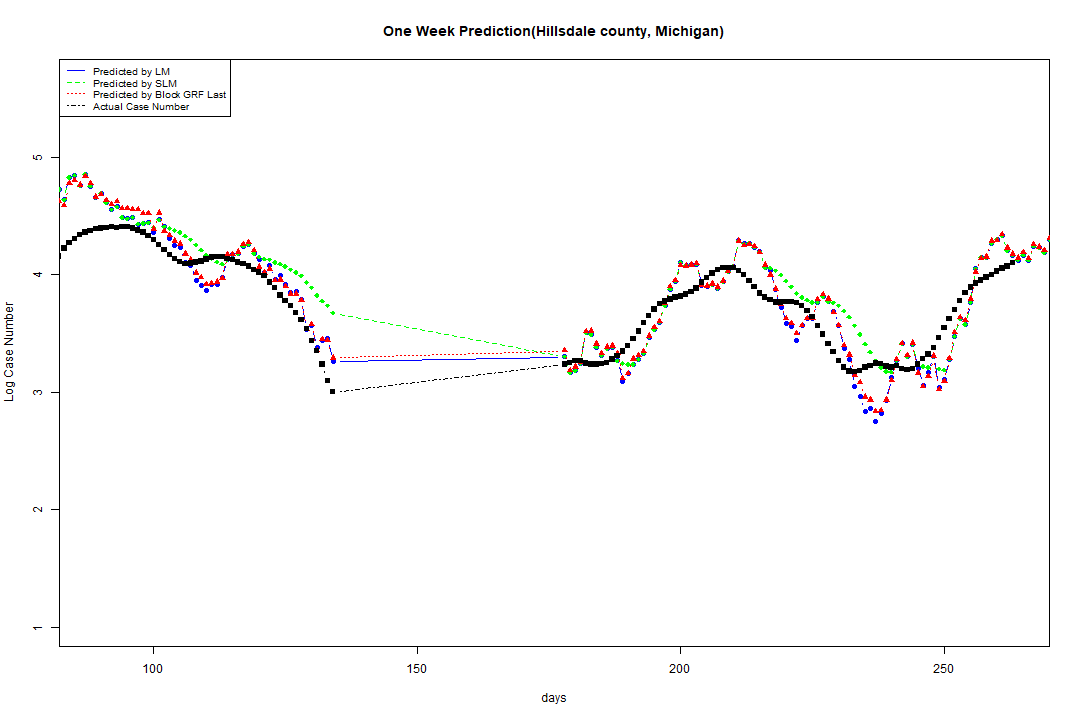 One Week Prediction(Hillsdale county, Michigan)
Predicted by LM
Predicted by SLM
Predicted by Block GRF Last
Actual Case Number
5
4
3
2
1
Log Case Number
100 150 200 250
days